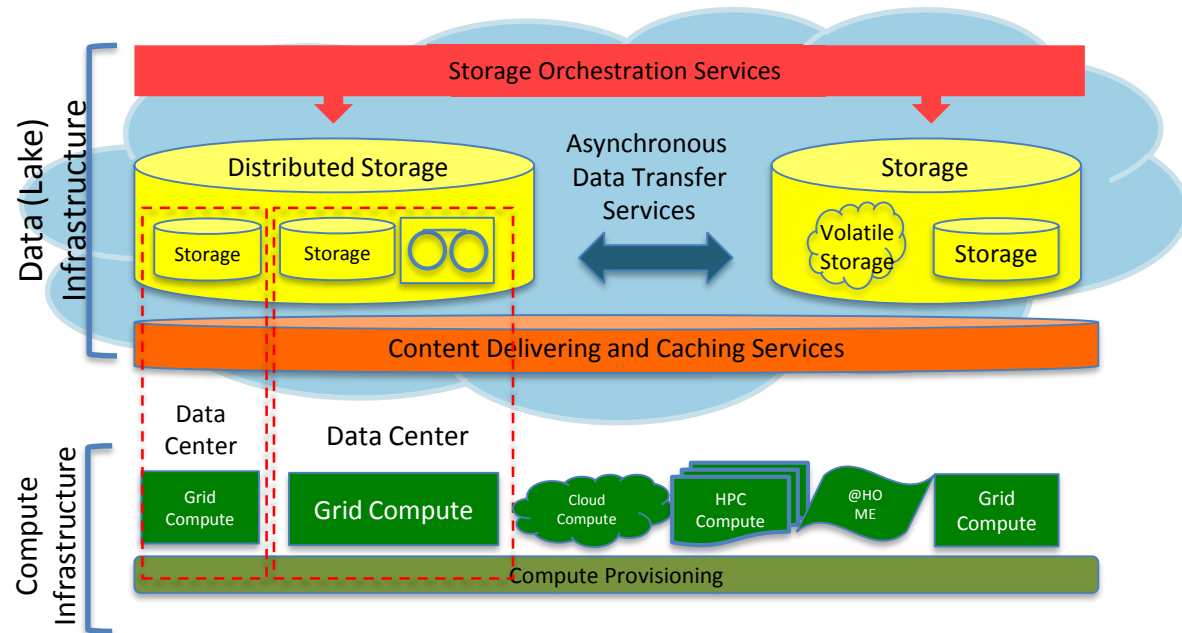 Data (Lake)
Infrastructure
Storage Orchestration Services
Distributed Storage
Storage
Storage
Asynchronous
Data Transfer
Services
Storage
Volatile
Storage
Storage
Content Delivering and Caching Services
Data
Center
Data Center
Compute
Infrastructure
Grid
Compute
Grid Compute
Cloud
Compute
HPC
Compute
@HO
ME
Grid
Compute
Compute Provisioning